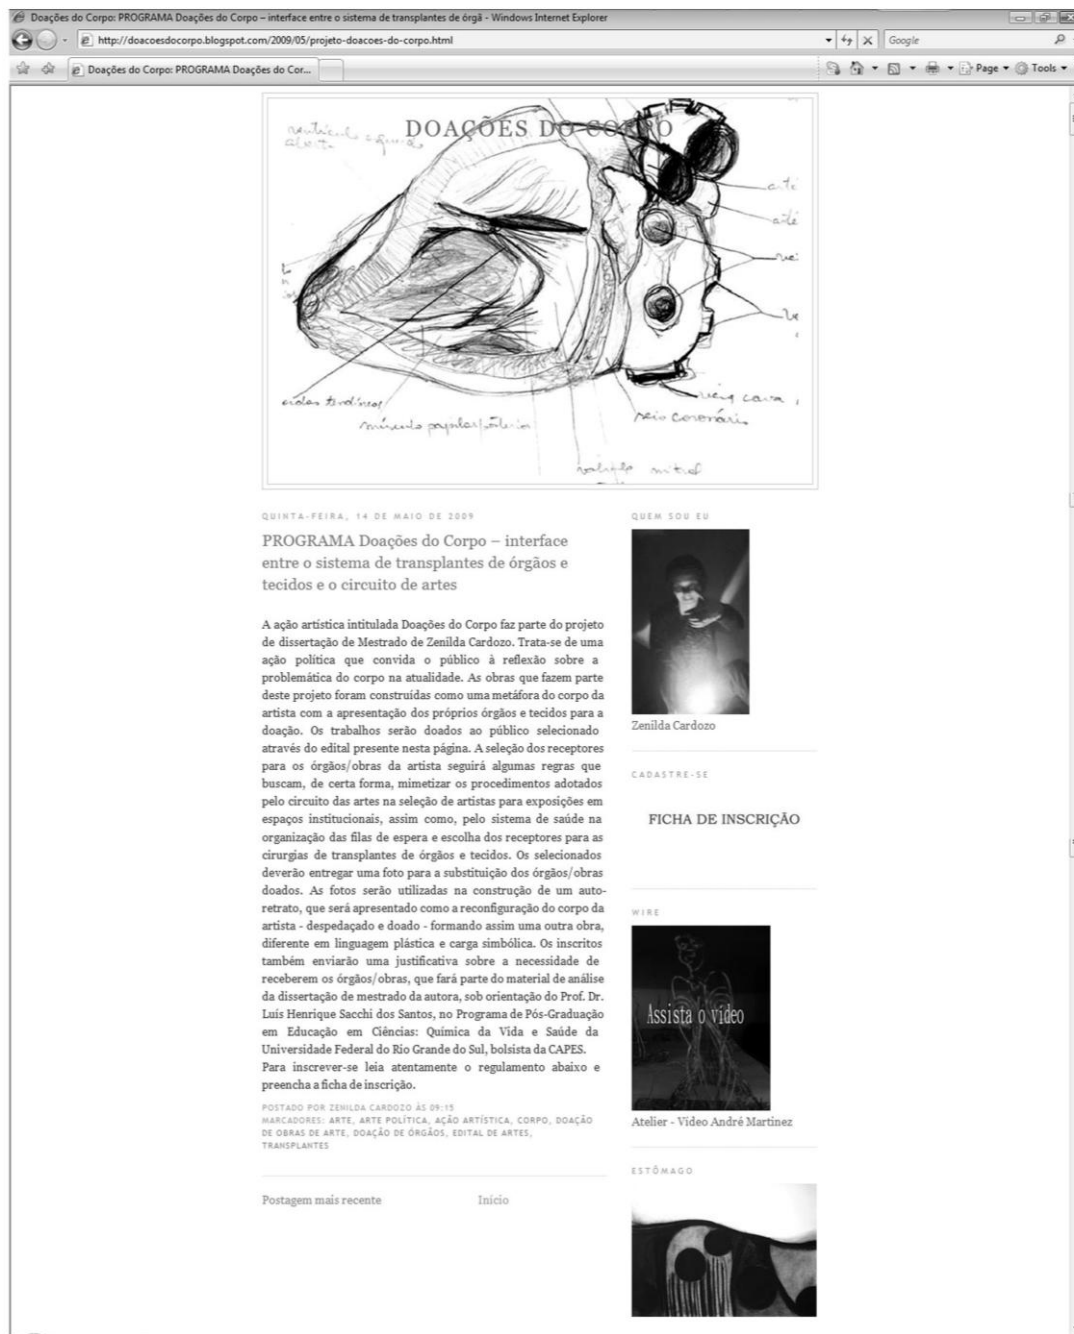 Doações do Corpo: PROGRAMA Doações do Corpo – interface entre o sistema de transplantes de órgã - Windows Internet Explorer
http://doacoesdocorpo.blogspot.com/2009/05/projeto-doacoes-do-corpo.html
Google
Doações do Corpo: PROGRAMA Doações do Cor...
Page
Tools
DOAÇÕES DO CORPO
músculo papilar posterior
veia cava
seio coronário
mitral
QUINTA-FEIRA, 14 DE MAIO DE 2009
PROGRAMA Doações do Corpo – interface
entre o sistema de transplantes de órgãos e
tecidos e o circuito de artes
A ação artística intitulada Doações do Corpo faz parte do projeto
de dissertação de Mestrado de Zenilda Cardozo. Trata-se de uma
ação política que convida o público à reflexão sobre a
problemática do corpo na atualidade. As obras que fazem parte
deste projeto foram construídas como uma metáfora do corpo da
artista com a apresentação dos próprios órgãos e tecidos para a
doação. Os trabalhos serão doados ao público selecionado
através do edital presente nesta página. A seleção dos receptores
para os órgãos/obras da artista seguirá algumas regras que
buscam, de certa forma, mimetizar os procedimentos adotados
pelo circuito das artes na seleção de artistas para exposições em
espaços institucionais, assim como, pelo sistema de saúde na
organização das filas de espera e escolha dos receptores para as
cirurgias de transplantes de órgãos e tecidos. Os selecionados
deverão entregar uma foto para a substituição dos órgãos/obras
doados. As fotos serão utilizadas na construção de um auto-
retrato, que será apresentado como a reconfiguração do corpo da
artista - despedaçado e doado - formando assim uma outra obra,
diferente em linguagem plástica e carga simbólica. Os inscritos
também enviarão uma justificativa sobre a necessidade de
receberem os órgãos/obras, que fará parte do material de análise
da dissertação de mestrado da autora, sob orientação do Prof. Dr.
Luís Henrique Sacchi dos Santos, no Programa de Pós-Graduação
em Educação em Ciências: Química da Vida e Saúde da
Universidade Federal do Rio Grande do Sul, bolsista da CAPES.
Para inscrever-se leia atentamente o regulamento abaixo e
preencha a ficha de inscrição.
POSTADO POR ZENILDA CARDOZO ÀS 09:15
MARCADORES: ARTE, ARTE POLÍTICA, AÇÃO ARTÍSTICA, CORPO, DOAÇÃO
DE OBRAS DE ARTE, DOAÇÃO DE ÓRGÃOS, EDITAL DE ARTES,
TRANSPLANTES
Postagem mais recente
Início
QUEM SOU EU
Zenilda Cardozo
CADASTRE-SE
FICHA DE INSCRIÇÃO
WIRE
Assista o vídeo
Atelier - Vídeo André Martinez
ESTÔMAGO